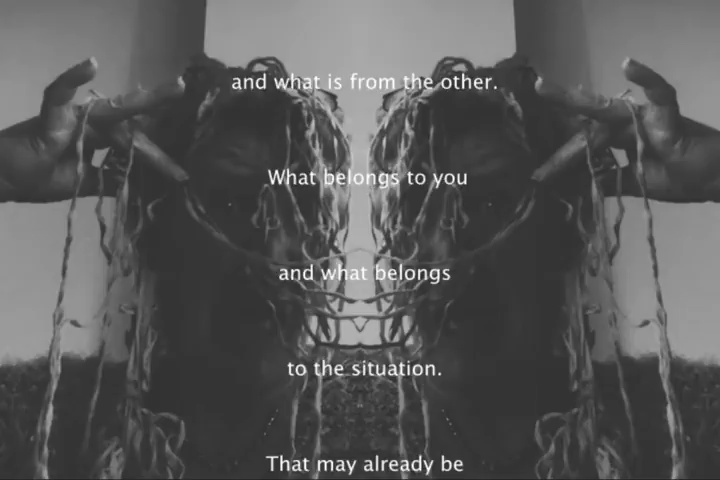 and what is from the other.
What belongs to you
and what belongs
to the situation.
That may already be